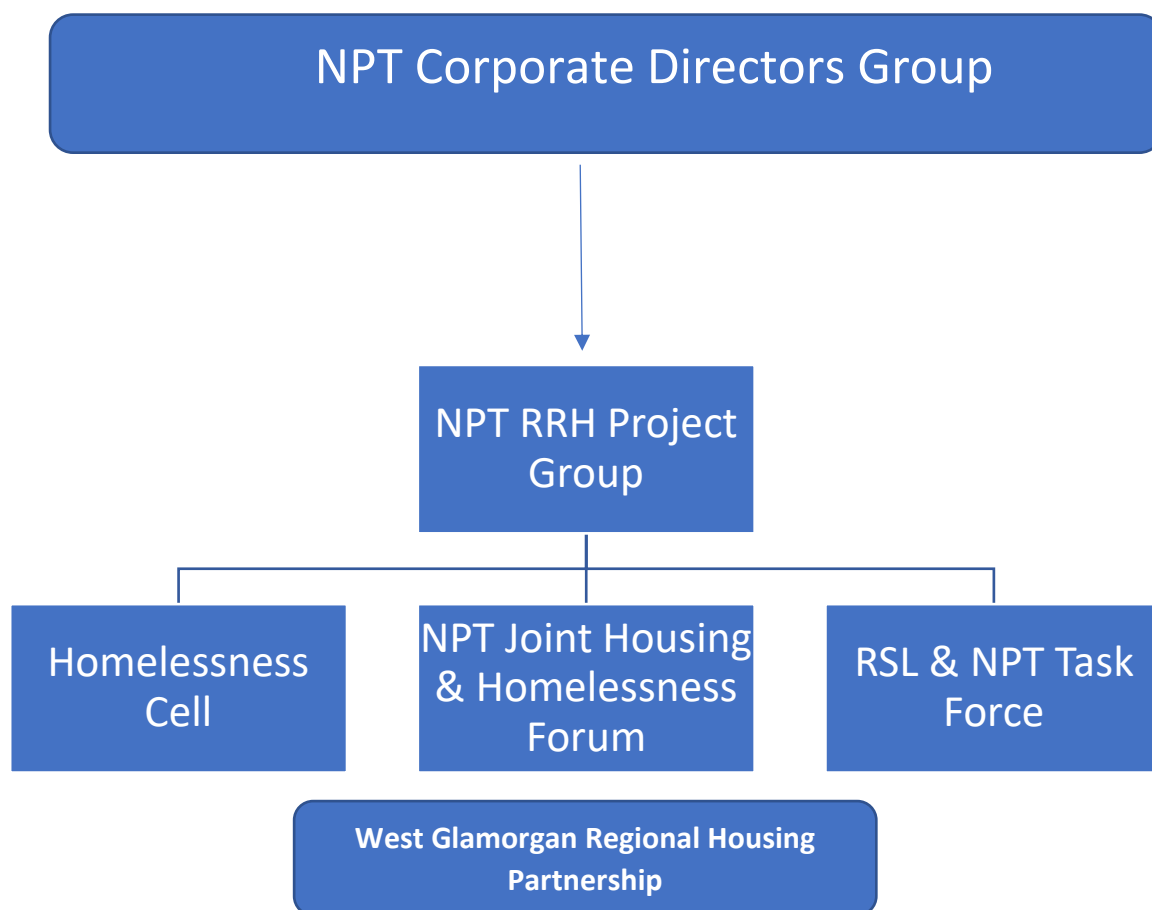 NPT Corporate Directors Group
NPT RRH Project
Group
Homelessness
Cell
NPT Joint Housing
& Homelessness
Forum
RSL & NPT Task
Force
West Glamorgan Regional Housing
Partnership